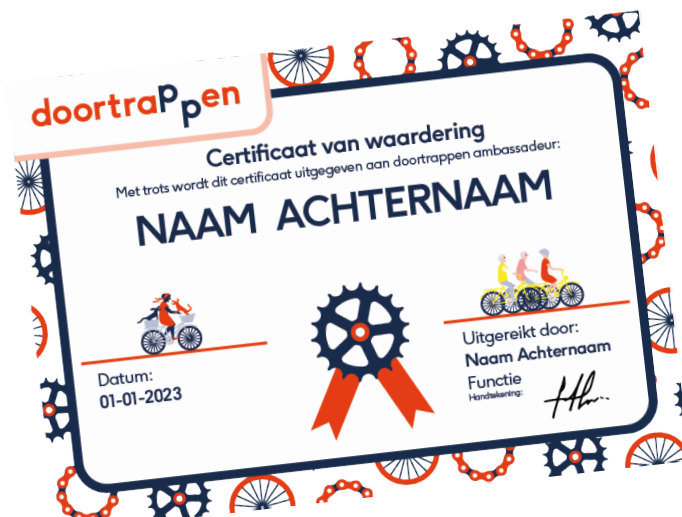 doortrappen
Certificaat van waardering
Met trots wordt dit certificaat uitgegeven aan doortrappen ambassadeur:
NAAM ACHTERNAAM
Datum:
01-01-2023
Uitgereikt door:
Naam Achternaam
Functie
Handtekening: